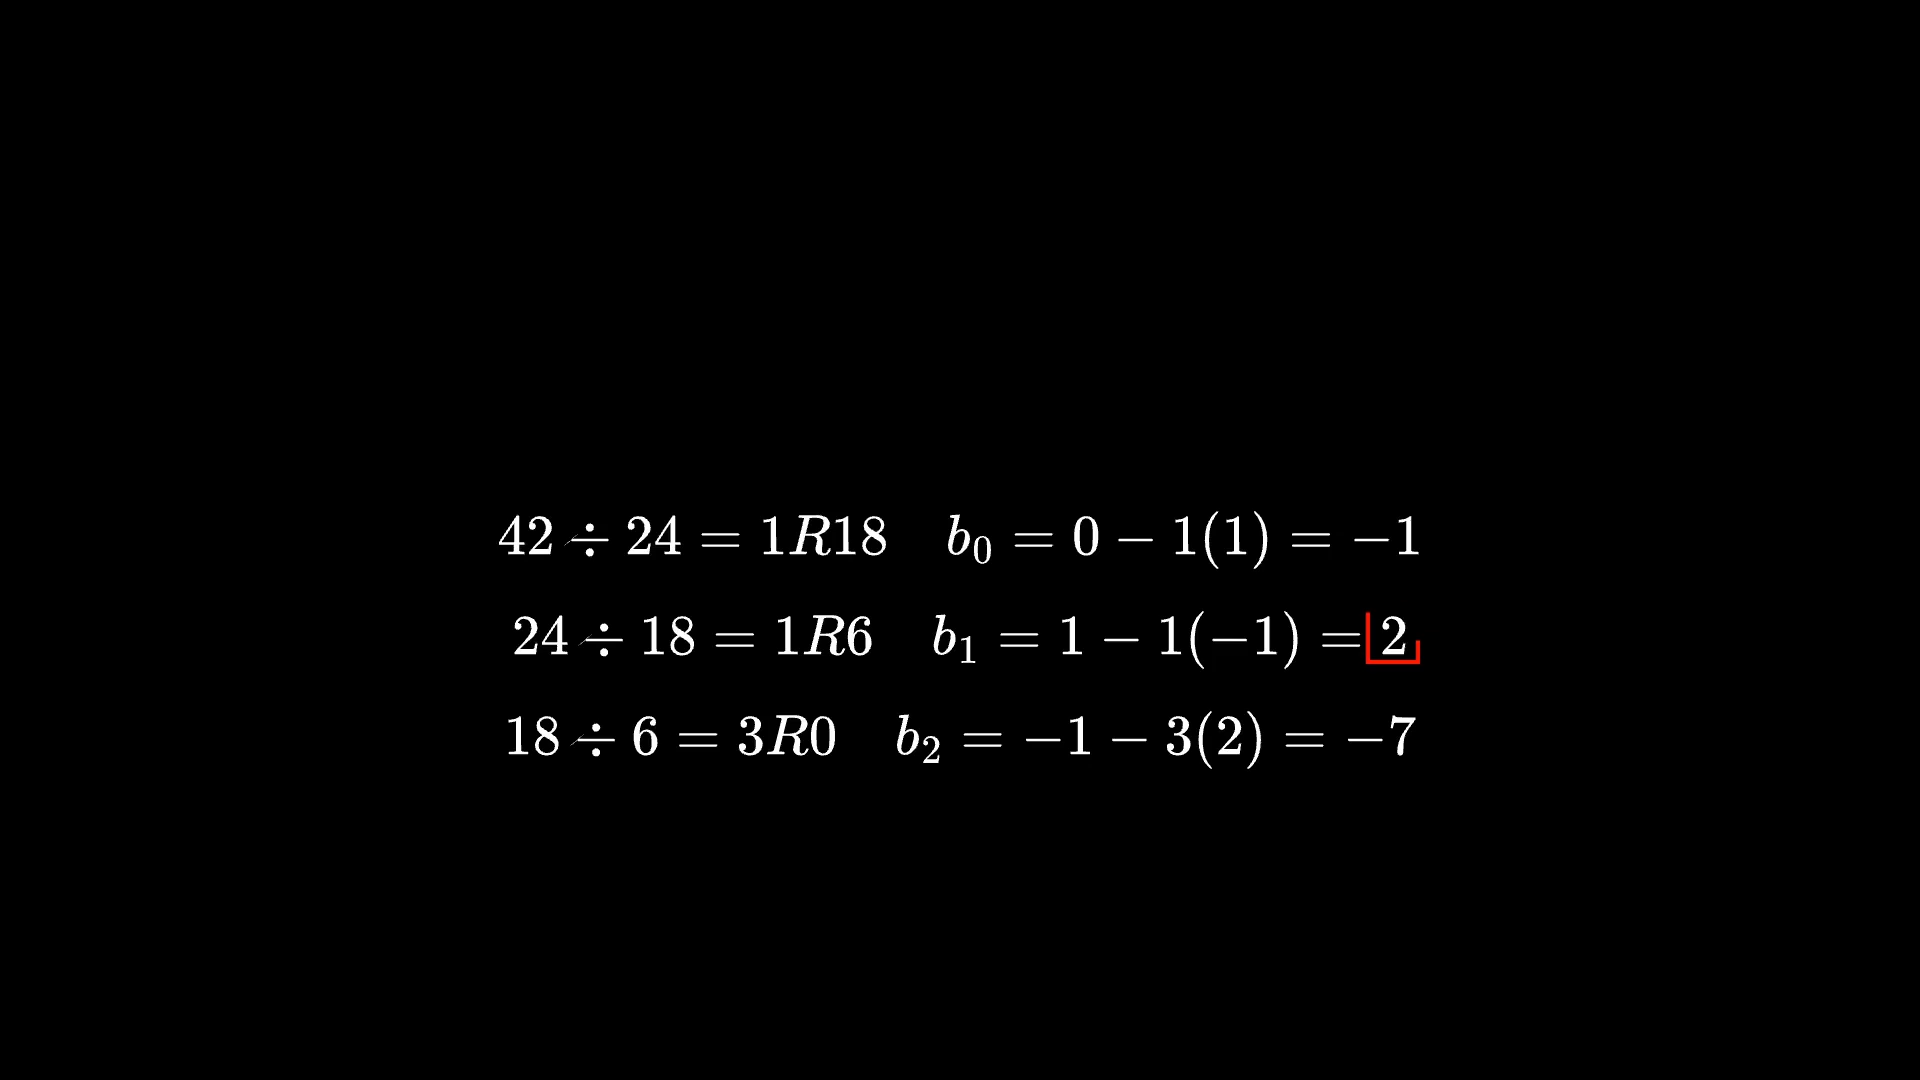 42 ÷ 24 = 1R18 b₀ = 0 − 1(1) = −1
24 ÷ 18 = 1R6 b₁ = 1 − 1(−1) = 2
18 ÷ 6 = 3R0 b₂ = −1 − 3(2) = −7